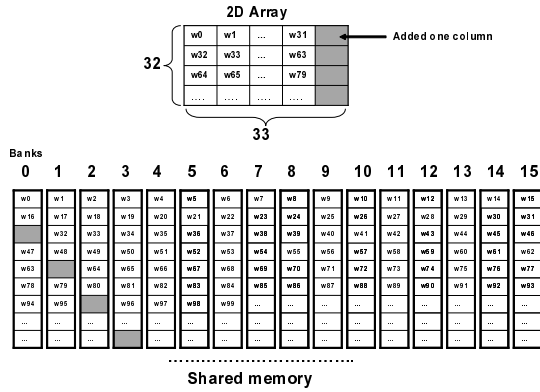 2D Array
w0 w1 ... w31
Added one column
w32 w33 ... w63
32
w64 w65 ... w79
.... .... .... ....
33
Banks
0 1 2 3 4 5 6 7 8 9 10 11 12 13 14 15
w0 w1 w2 w3 w4 w5 w6 w7 w8 w9 w10 w11 w12 w13 w14 w15
w16 w17 w18 w19 w20 w21 w22 w23 w24 w25 w26 w27 w28 w29 w30 w31
w32 w33 w34 w35 w36 w37 w38 w39 w40 w41 w42 w43 w44 w45 w46
w47 w48 w49 w50 w51 w52 w53 w54 w55 w56 w57 w58 w59 w60 w61 w62
w63 w64 w65 w66 w67 w68 w69 w70 w71 w72 w73 w74 w75 w76 w77
w78 w79 w80 w81 w82 w83 w84 w85 w86 w87 w88 w89 w90 w91 w92 w93
w94 w95 w96 w97 w98 w99 ... ... ... ... ... ... ... ... ...
... ... ... ... ... ... ... ... ... ... ... ... ... ... ... ...
... ... ... ... ... ... ... ... ... ... ... ... ... ... ...
Shared memory